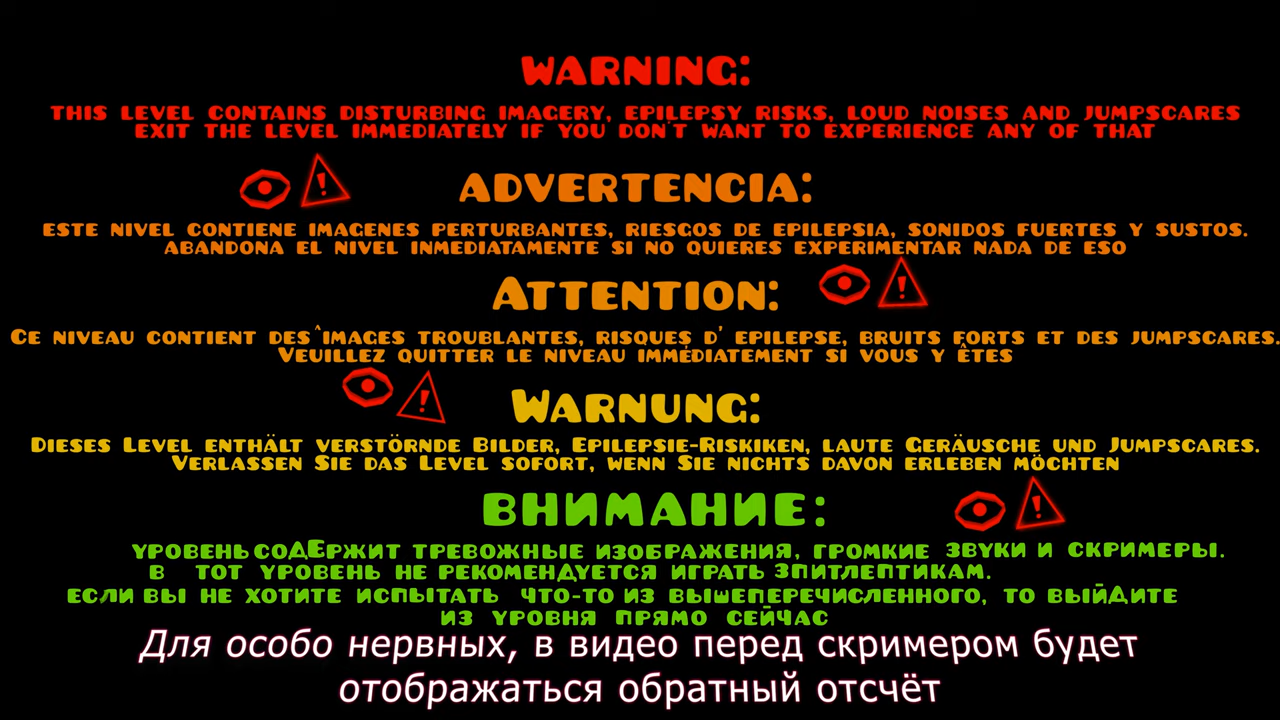 WARNING:
THIS LEVEL CONTAINS DISTURBING IMAGERY, EPILEPSY RISKS, LOUD NOISES AND JUMPSCARES
EXIT THE LEVEL IMMEDIATELY IF YOU DON'T WANT TO EXPERIENCE ANY OF THAT
ADVERTENCIA:
ESTE NIVEL CONTIENE IMAGENES PERTURBANTES, RIESGOS DE EPILEPSIA, SONIDOS FUERTES Y SUSTOS.
ABANDONA EL NIVEL INMEDIATAMENTE SI NO QUIERES EXPERIMENTAR NADA DE ESO
ATTENTION:
CE NIVEAU CONTIENT DES^IMAGES TROUBLANTES, RISQUES D' EPILEPSE, BRUITS FORTS ET DES JUMPSCARES.
VEUILLEZ QUITTER LE NIVEAU IMMÉDIATEMENT SI VOUS Y ÊTES
WARNUNG:
DIESES LEVEL ENTHÄLT VERSTÖRNDE BILDER, EPILEPSIE-RISKIKEN, LAUTE GERÄUSCHE UND JUMPSCARES.
VERLASSEN SIE DAS LEVEL SOFORT, WENN SIE NICHTS DAVON ERLEBEN MÖCHTEN
ВНИМАНИЕ:
УРОВЕНЬ СОДЕРЖИТ ТРЕВОЖНЫЕ ИЗОБРАЖЕНИЯ, ГРОМКИЕ ЗВУКИ И СКРИМЕРЫ.
В ТОТ УРОВЕНЬ НЕ РЕКОМЕНДУЕТСЯ ИГРАТЬ ЗПИТЛЕПТИКАМ.
ЕСЛИ ВЫ НЕ ХОТИТЕ ИСПЫТАТЬ ЧТО-ТО ИЗ ВЫШЕПЕРЕЧИСЛЕННОГО, ТО ВЫЙДИТЕ
ИЗ УРОВНЯ ПРЯМО СЕЙЧАС
Для особо нервных, в видео перед скримером будет
отображаться обратный отсчёт